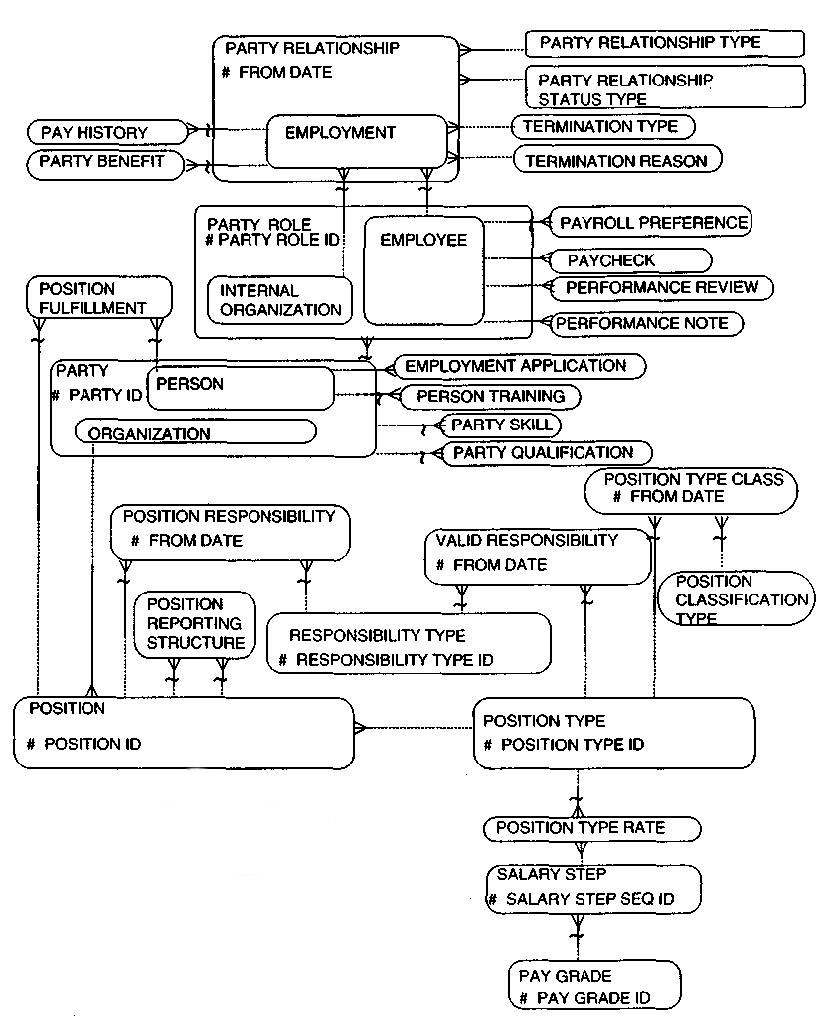 PARTY RELATIONSHIP
# FROM DATE
PARTY RELATIONSHIP TYPE
PARTY RELATIONSHIP
STATUS TYPE
PAY HISTORY
EMPLOYMENT
TERMINATION TYPE
PARTY BENEFIT
TERMINATION REASON
PARTY ROLE
# PARTY ROLE ID
EMPLOYEE
PAYROLL PREFERENCE
PAYCHECK
INTERNAL
ORGANIZATION
PERFORMANCE REVIEW
PERFORMANCE NOTE
POSITION
FULFILLMENT
PARTY
# PARTY ID
PERSON
EMPLOYMENT APPLICATION
PERSON TRAINING
ORGANIZATION
PARTY SKILL
PARTY QUALIFICATION
POSITION TYPE CLASS
# FROM DATE
POSITION RESPONSIBILITY
# FROM DATE
VALID RESPONSIBILITY
# FROM DATE
POSITION
CLASSIFICATION
TYPE
POSITION
REPORTING
STRUCTURE
RESPONSIBILITY TYPE
# RESPONSIBILITY TYPE ID
POSITION
# POSITION ID
POSITION TYPE
# POSITION TYPE ID
POSITION TYPE RATE
SALARY STEP
# SALARY STEP SEQ ID
PAY GRADE
# PAY GRADE ID